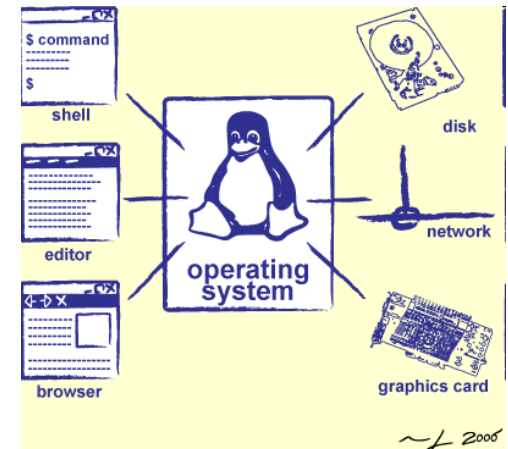 $ command
$
shell
editor
browser
operating
system
disk
network
graphics card
2006